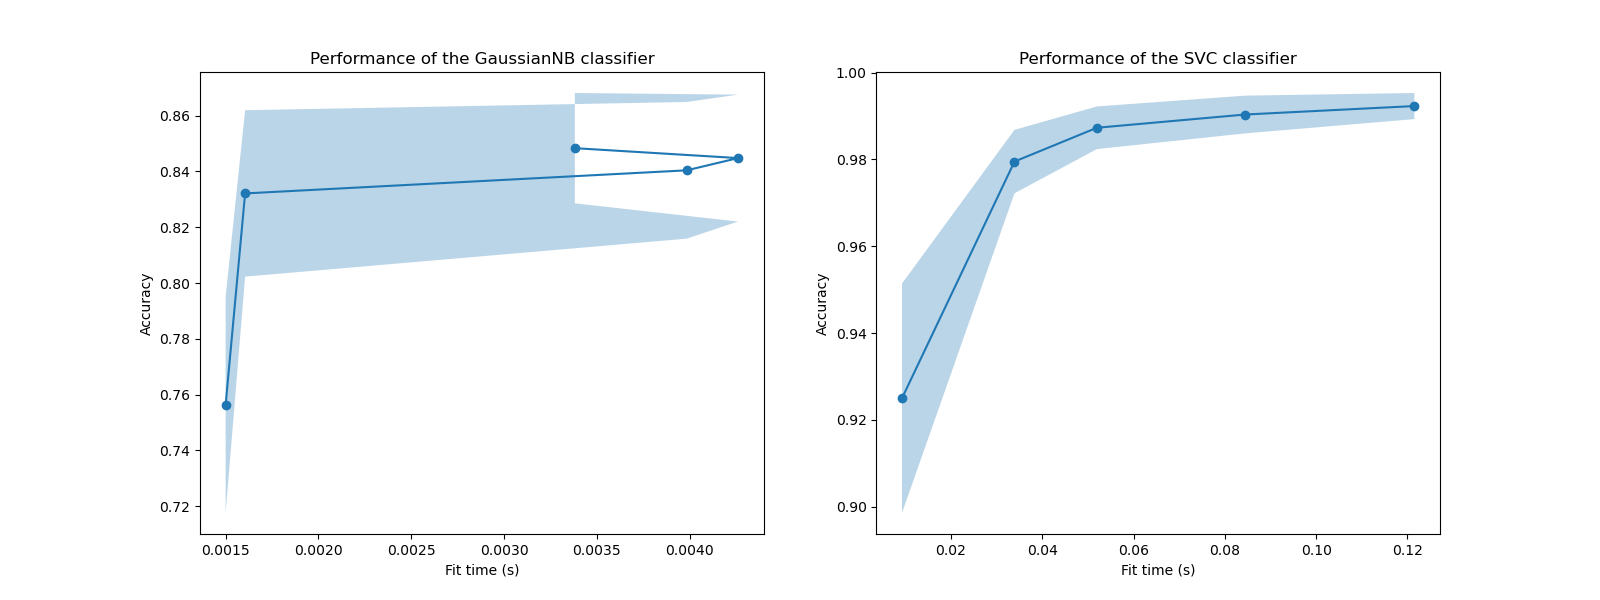 Performance of the GaussianNB classifier
0.86
0.84
0.82
0.80
0.78
0.76
0.74
0.72
Accuracy
0.0015 0.0020 0.0025 0.0030 0.0035 0.0040
Fit time (s)
Performance of the SVC classifier
1.00
0.98
0.96
0.94
0.92
0.90
Accuracy
0.02 0.04 0.06 0.08 0.10 0.12
Fit time (s)